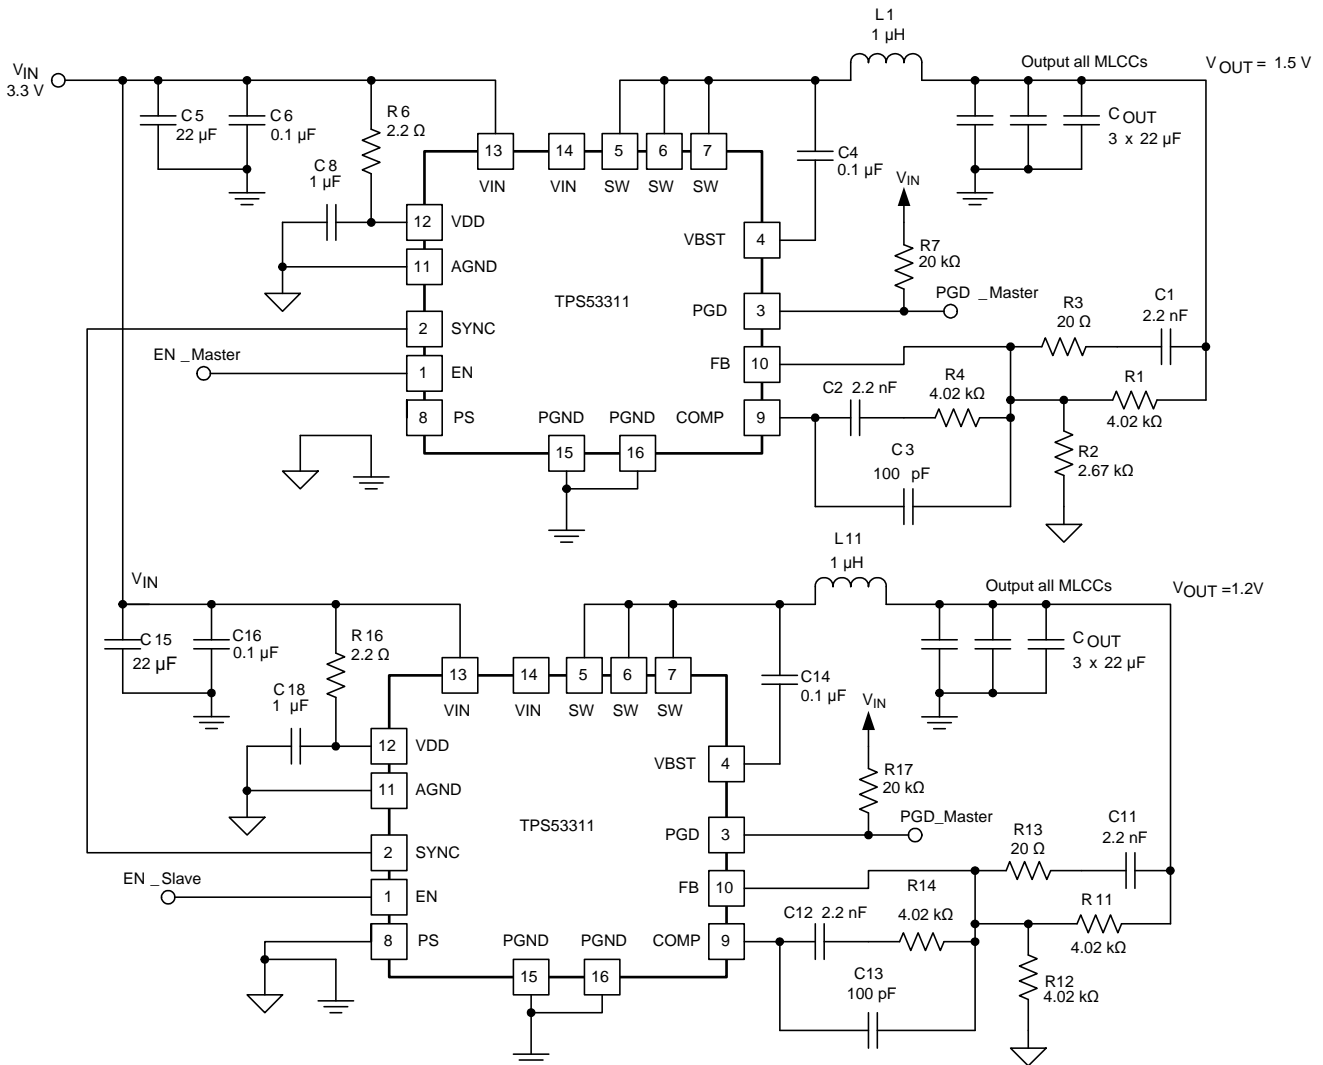 L1
1 µH
Output all MLCCs
V OUT = 1.5 V
VIN
3.3 V
C5
22 µF
C6
0.1 µF
R6
2.2 Ω
C8
1 µF
C4
0.1 µF
COUT
3 x 22 µF
13
14
5
6
7
VIN
VIN
SW
SW
SW
VIN
12
VDD
VBST
4
R7
20 kΩ
11
AGND
TPS53311
PGD
3
PGD _Master
2
SYNC
R3
20 Ω
C1
2.2 nF
EN _Master
1
EN
FB
10
8
PS
C2 2.2 nF
R4
4.02 kΩ
R1
4.02 kΩ
PGND
PGND
COMP
9
15
16
C3
100 pF
R2
2.67 kΩ
L11
1 µH
VIN
Output all MLCCs
VOUT =1.2V
C15
22 µF
C16
0.1 µF
R16
2.2 Ω
C18
1 µF
C14
0.1 µF
COUT
3 x 22 µF
13
14
5
6
7
VIN
VIN
SW
SW
SW
VIN
12
VDD
VBST
4
R17
20 kΩ
11
AGND
TPS53311
PGD
3
PGD_Master
2
SYNC
R13
20 Ω
C11
2.2 nF
EN _Slave
1
EN
FB
10
8
PS
C12 2.2 nF
R14
4.02 kΩ
R11
4.02 kΩ
PGND
PGND
COMP
9
15
16
C13
100 pF
R12
4.02 kΩ